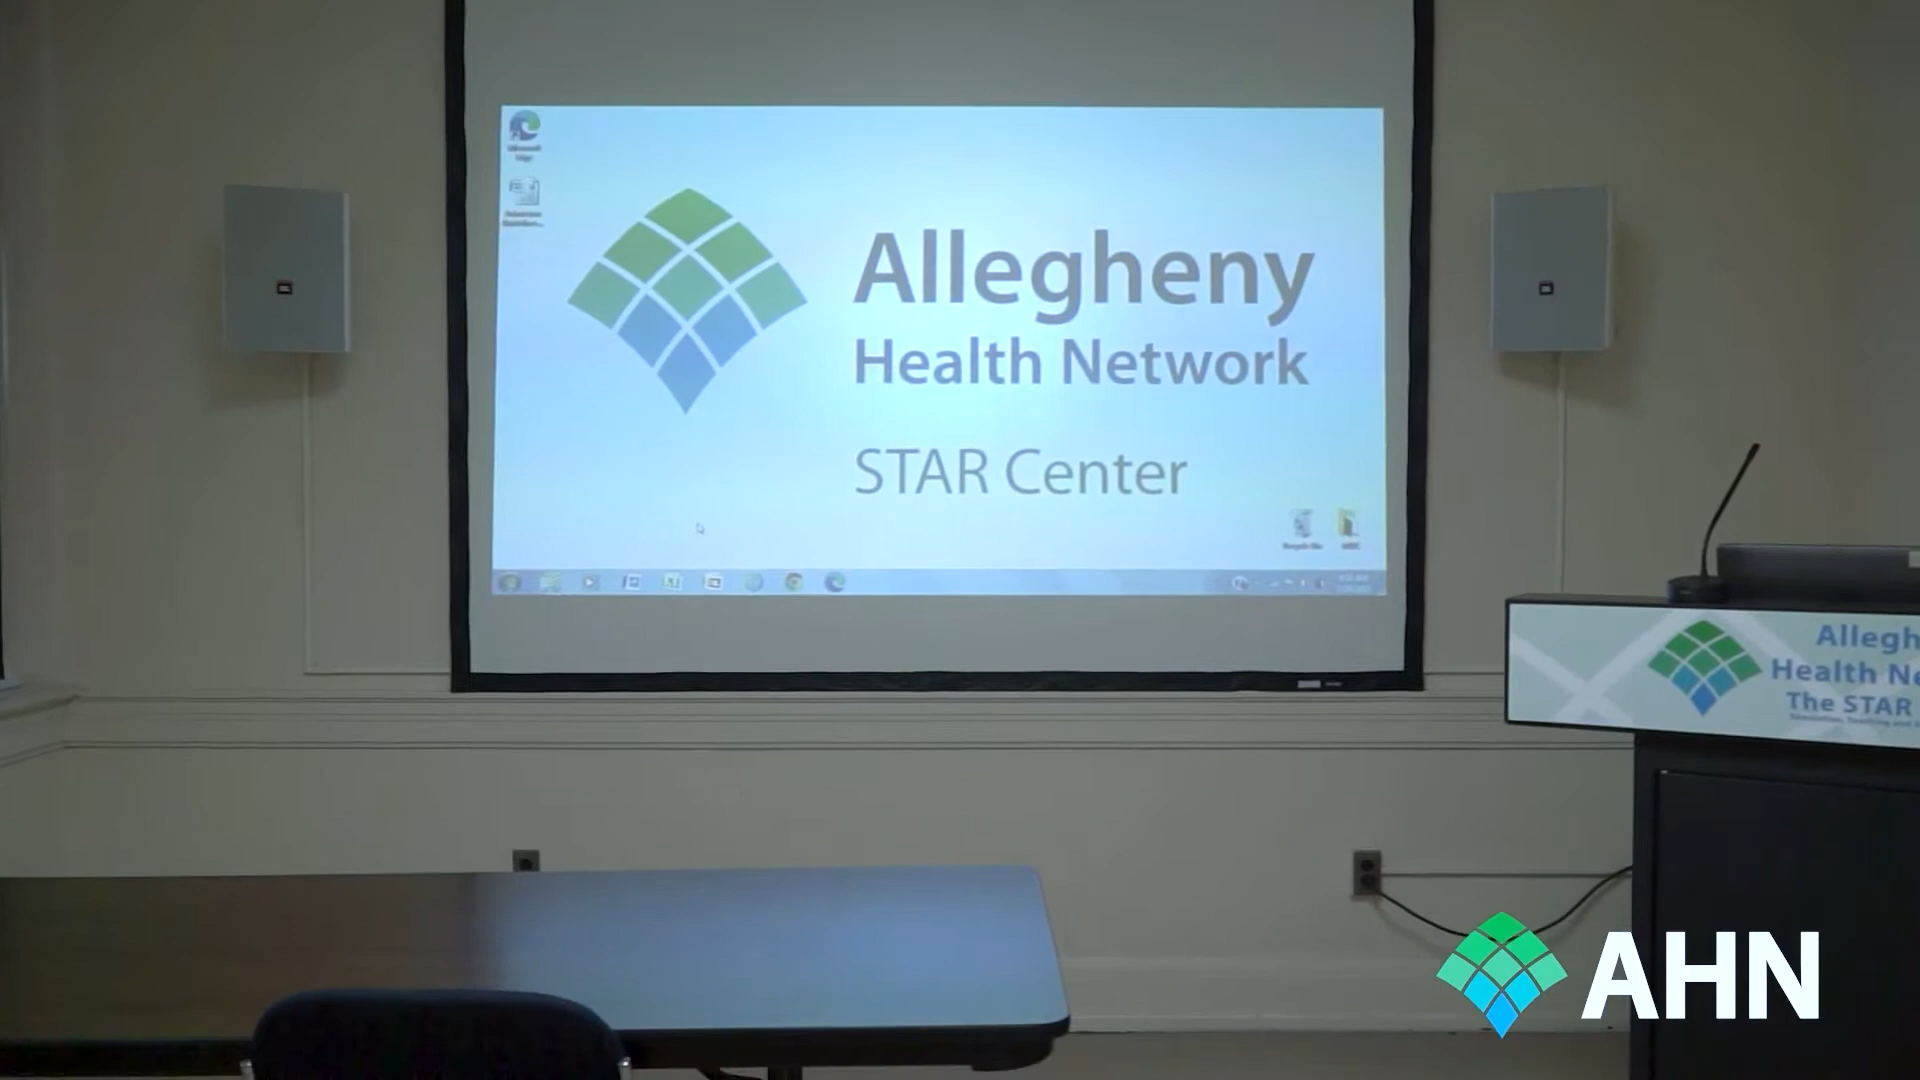 Allegheny
Health Network
STAR Center
Allegh
Health Ne
The STAR
AHN